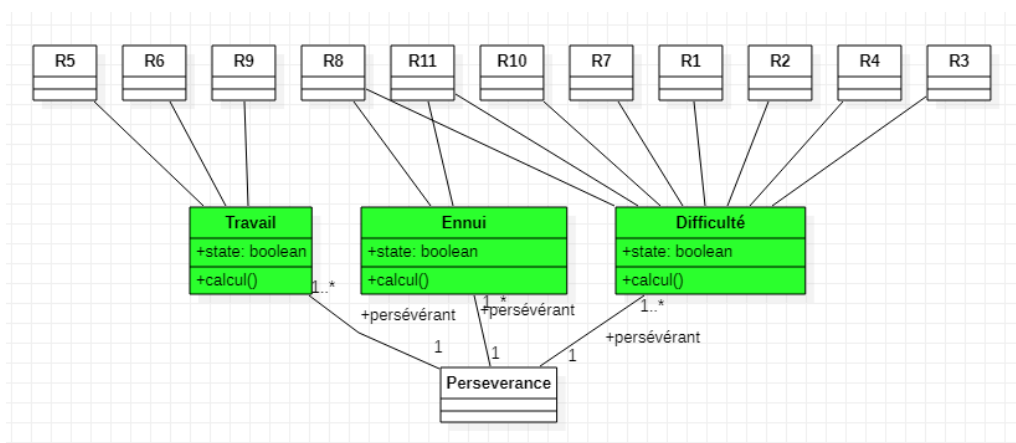 R5
R6
R9
R8
R11
R10
R7
R1
R2
R4
R3
Travail
+state: boolean
+calcul()
Ennui
+state: boolean
+calcul()
Difficulté
+state: boolean
+calcul()
1..*
+persévérant
1
1..*
+persévérant
1
1..*
+persévérant
1
Perseverance